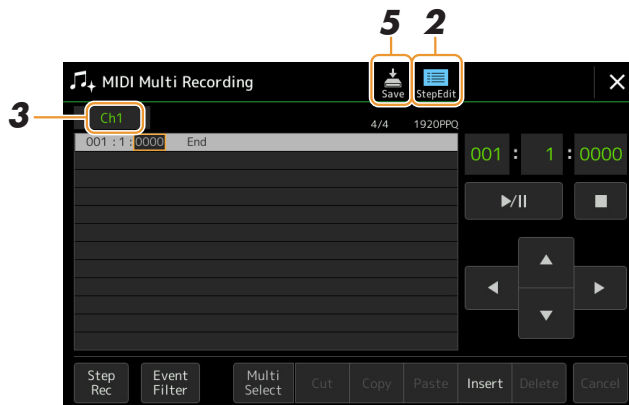 5 2
MIDI Multi Recording
Save StepEdit
3
Ch1
4/4 1920PPQ
001 : 1 : 0000 End
001 : 1 : 0000
Step Rec
Event Filter
Multi Select
Cut Copy Paste Insert Delete Cancel